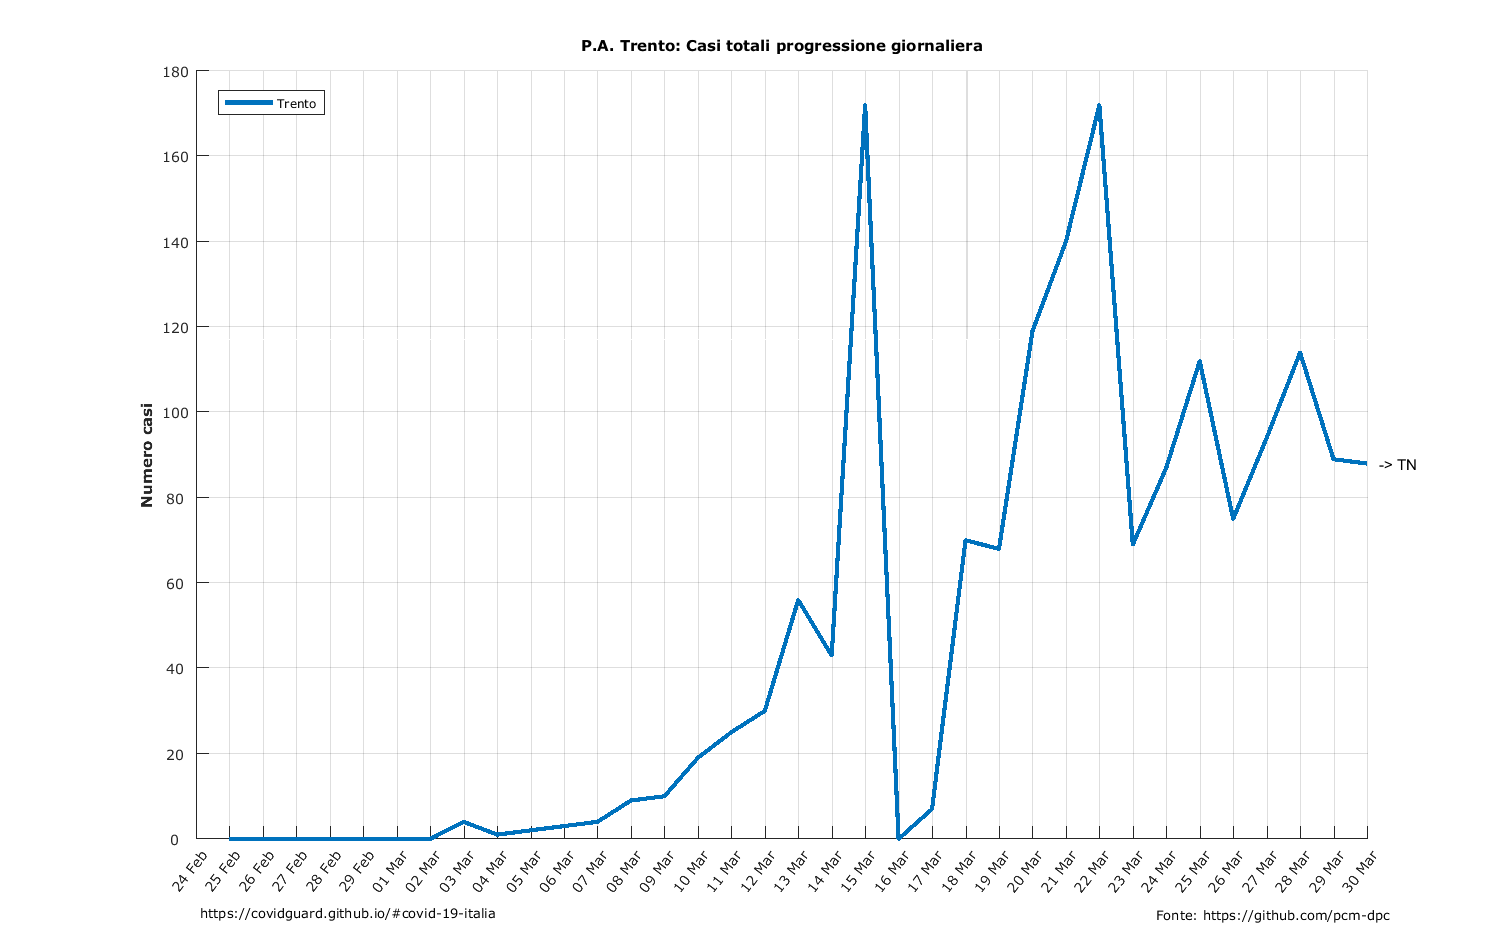 P.A. Trento: Casi totali progressione giornaliera
Trento
Numero casi
180
160
140
120
100
80
60
40
20
0
-> TN
24 Feb
25 Feb
26 Feb
27 Feb
28 Feb
29 Feb
01 Mar
02 Mar
03 Mar
04 Mar
05 Mar
06 Mar
07 Mar
08 Mar
09 Mar
10 Mar
11 Mar
12 Mar
13 Mar
14 Mar
15 Mar
16 Mar
17 Mar
18 Mar
19 Mar
20 Mar
21 Mar
22 Mar
23 Mar
24 Mar
25 Mar
26 Mar
27 Mar
28 Mar
29 Mar
30 Mar
https://covidguard.github.io/#covid-19-italia
Fonte: https://github.com/pcm-dpc